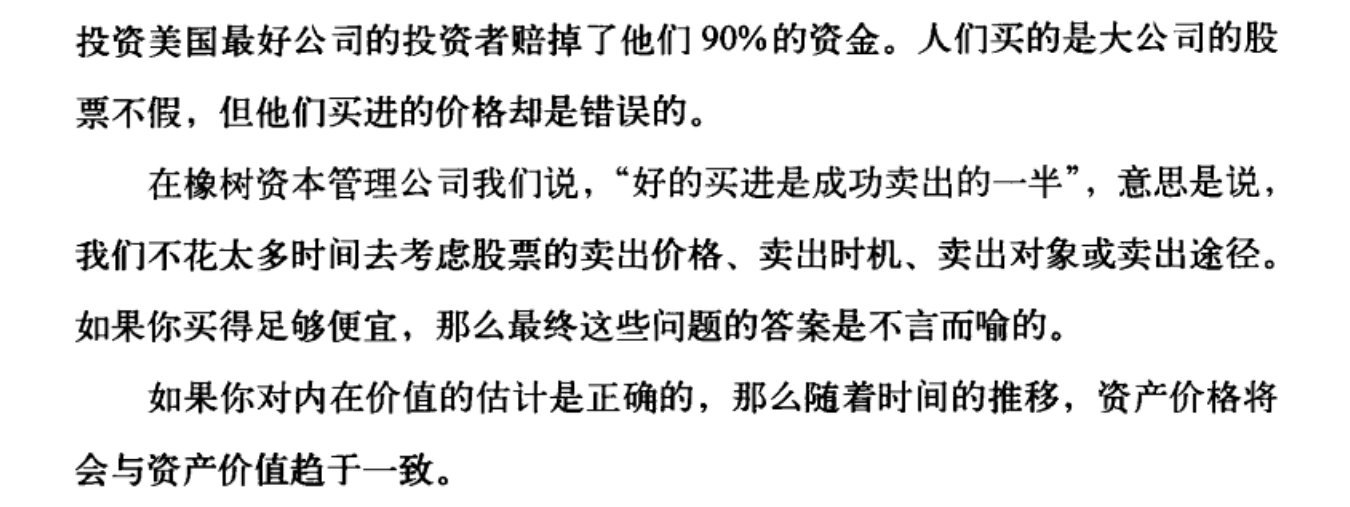 投资美国最好公司的投资者赔掉了他们90%的资金。人们买的是大公司的股
票不假，但他们买进的价格却是错误的。
在橡树资本管理公司我们说，“好的买进是成功卖出的一半”，意思是说，
我们不花太多时间去考虑股票的卖出价格、卖出时机、卖出对象或卖出途径。
如果你买得足够便宜，那么最终这些问题的答案是不言而喻的。
如果你对内在价值的估计是正确的，那么随着时间的推移，资产价格将
会与资产价值趋于一致。